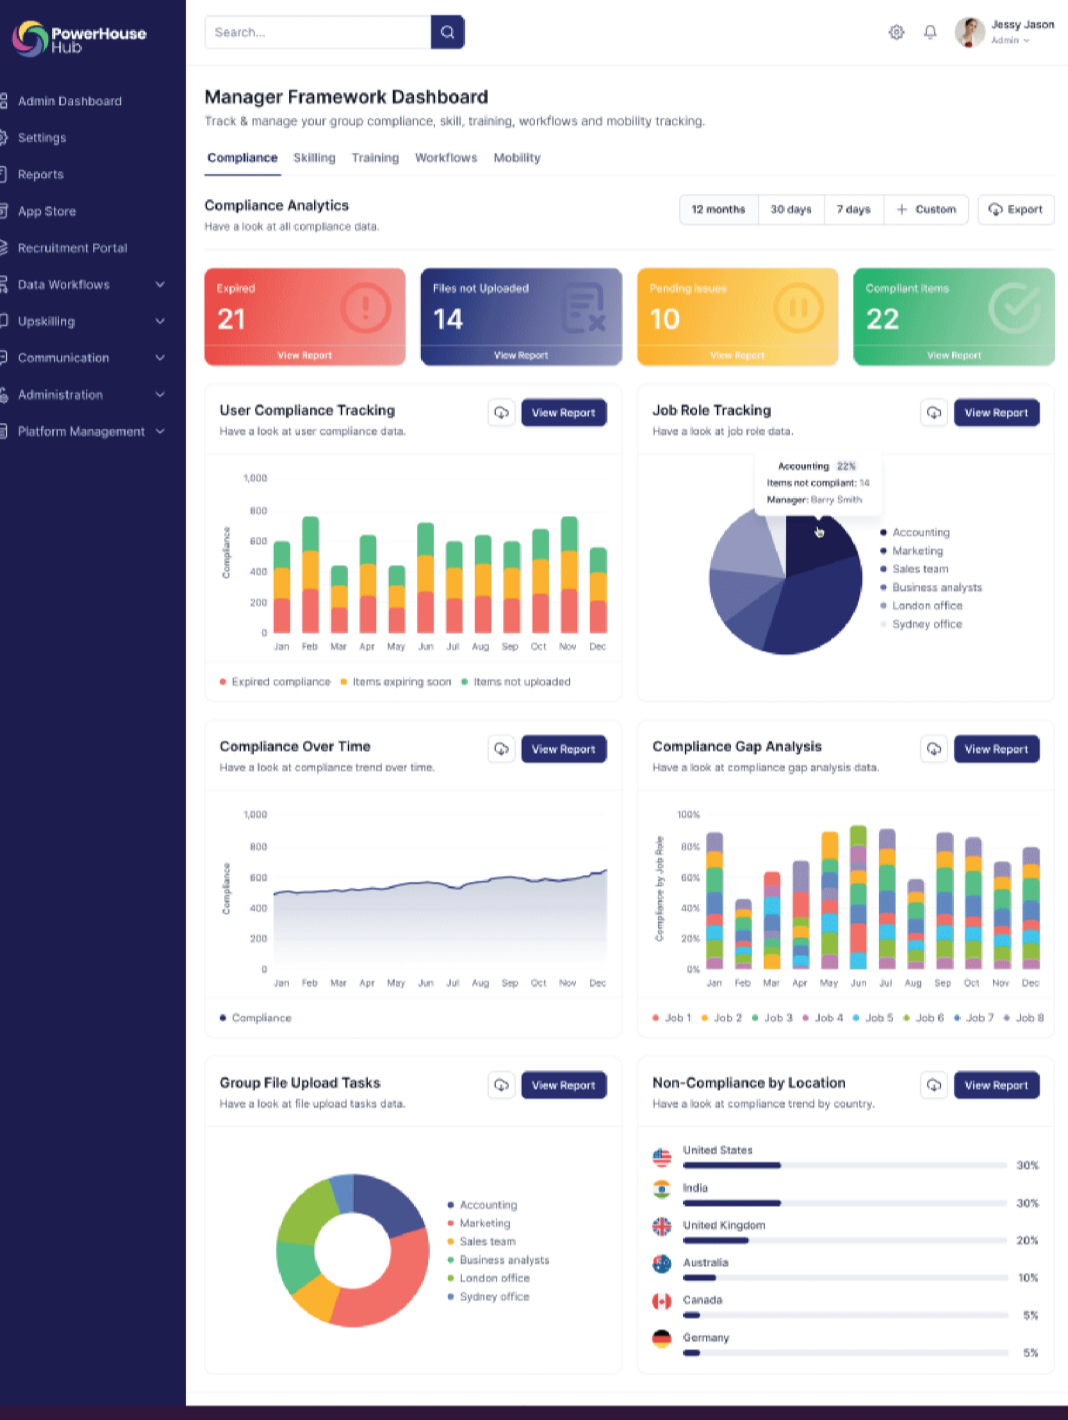 PowerHouse
Hub
Search...
Jessy Jason
Admin
Admin Dashboard
Settings
Reports
App Store
Recruitment Portal
Data Workflows
Upskilling
Communication
Administration
Platform Management
Manager Framework Dashboard
Track & manage your group compliance, skill, training, workflows and mobility tracking.
Compliance Skilling Training Workflows Mobility
Compliance Analytics
Have a look at all compliance data.
12 months 30 days 7 days + Custom Export
Expired
21
View Report
Files not Uploaded
14
View Report
Pending Issues
10
View Report
Compliant items
22
View Report
User Compliance Tracking
Have a look at user compliance data.
View Report
1,000
800
600
400
200
0
Compliance
Jan Feb Mar Apr May Jun Jul Aug Sep Oct Nov Dec
Expired compliance Items expiring soon Items not uploaded
Job Role Tracking
Have a look at job role data.
View Report
Accounting 22%
Items not compliant: 14
Manager: Barry Smith
Accounting
Marketing
Sales team
Business analysts
London office
Sydney office
Compliance Over Time
Have a look at compliance trend over time.
View Report
1,000
800
600
400
200
0
Compliance
Jan Feb Mar Apr May Jun Jul Aug Sep Oct Nov Dec
Compliance
Compliance Gap Analysis
Have a look at compliance gap analysis data.
View Report
100%
80%
60%
40%
20%
0%
Compliance by Job Role
Jan Feb Mar Apr May Jun Jul Aug Sep Oct Nov Dec
Job 1 Job 2 Job 3 Job 4 Job 5 Job 6 Job 7 Job 8
Group File Upload Tasks
Have a look at file upload tasks data.
View Report
Accounting
Marketing
Sales team
Business analysts
London office
Sydney office
Non-Compliance by Location
Have a look at compliance trend by country.
View Report
United States
30%
India
30%
United Kingdom
20%
Australia
10%
Canada
5%
Germany
5%